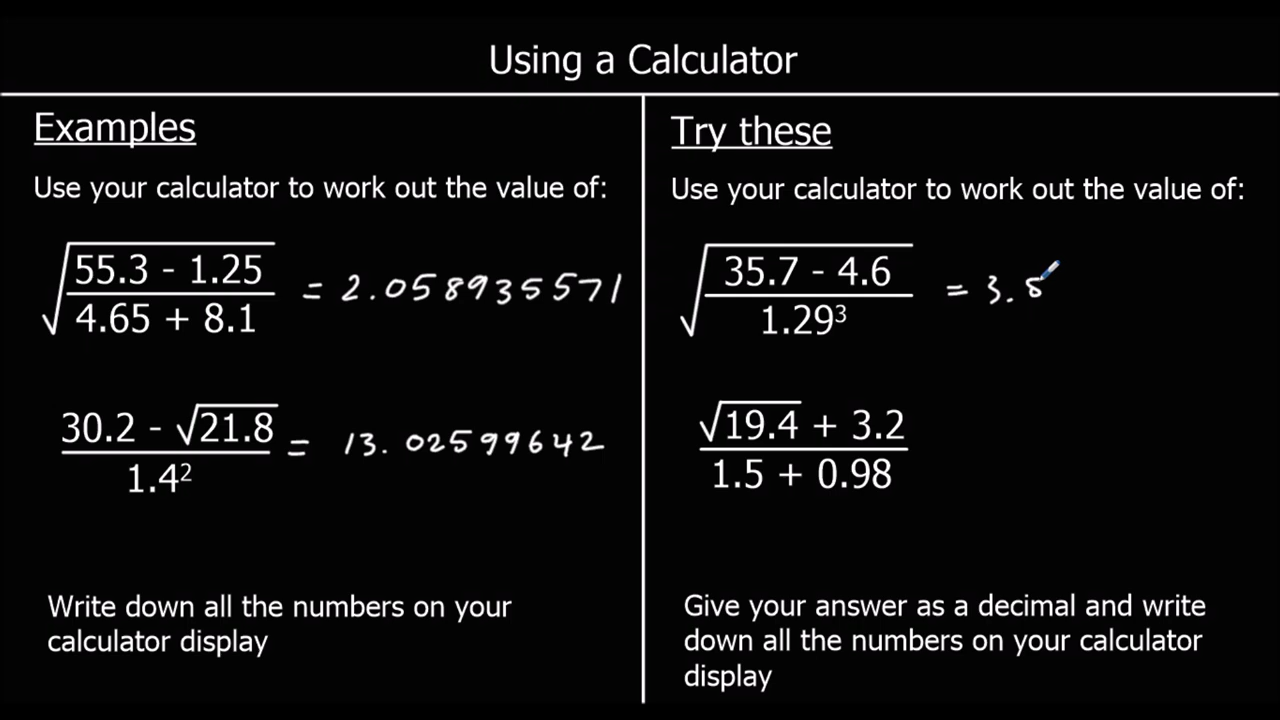 Using a Calculator
Examples
Use your calculator to work out the value of:
√((55.3 - 1.25)/(4.65 + 8.1)) = 2.058935571
(30.2 - √21.8)/1.4² = 13.02599642
Write down all the numbers on your
calculator display
Try these
Use your calculator to work out the value of:
√((35.7 - 4.6)/1.29³) = 3.8
(√19.4 + 3.2)/(1.5 + 0.98)
Give your answer as a decimal and write
down all the numbers on your calculator
display